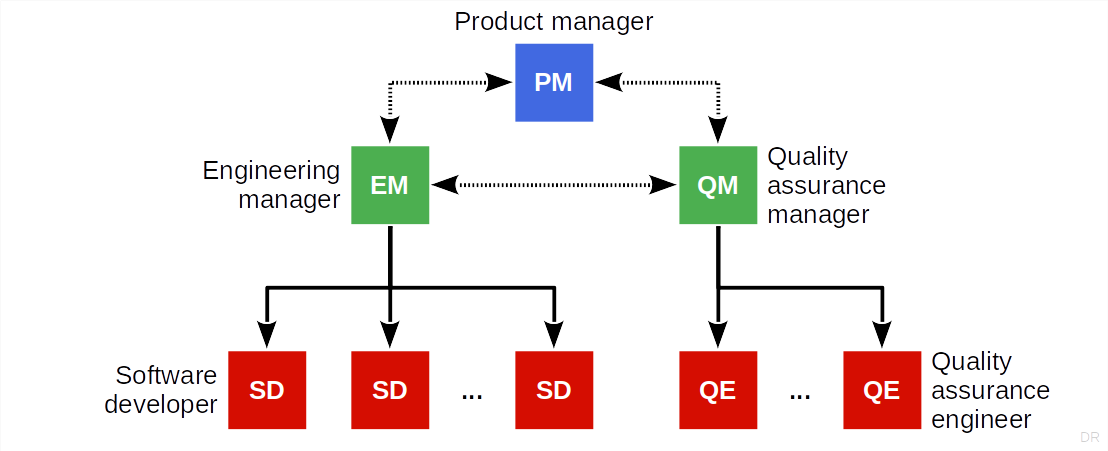 Product manager
PM
Engineering
manager
EM
QM
Quality
assurance
manager
Software
developer
SD
SD
...
SD
QE
...
QE
Quality
assurance
engineer
DR